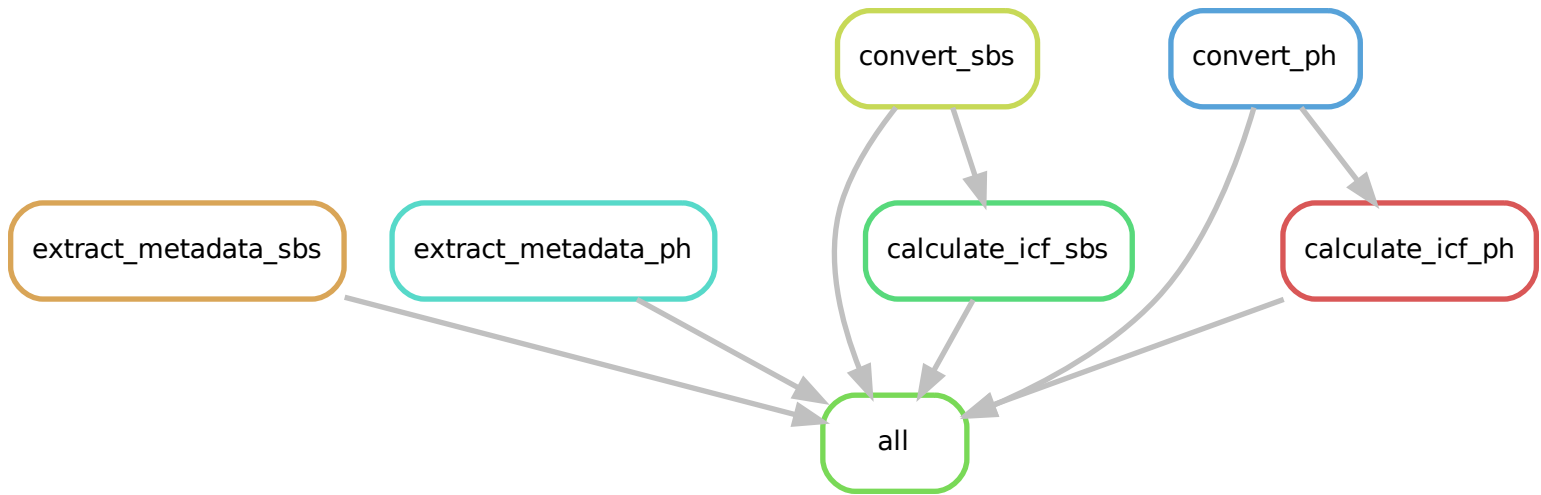 convert_sbs
convert_ph
extract_metadata_sbs
extract_metadata_ph
calculate_icf_sbs
calculate_icf_ph
all